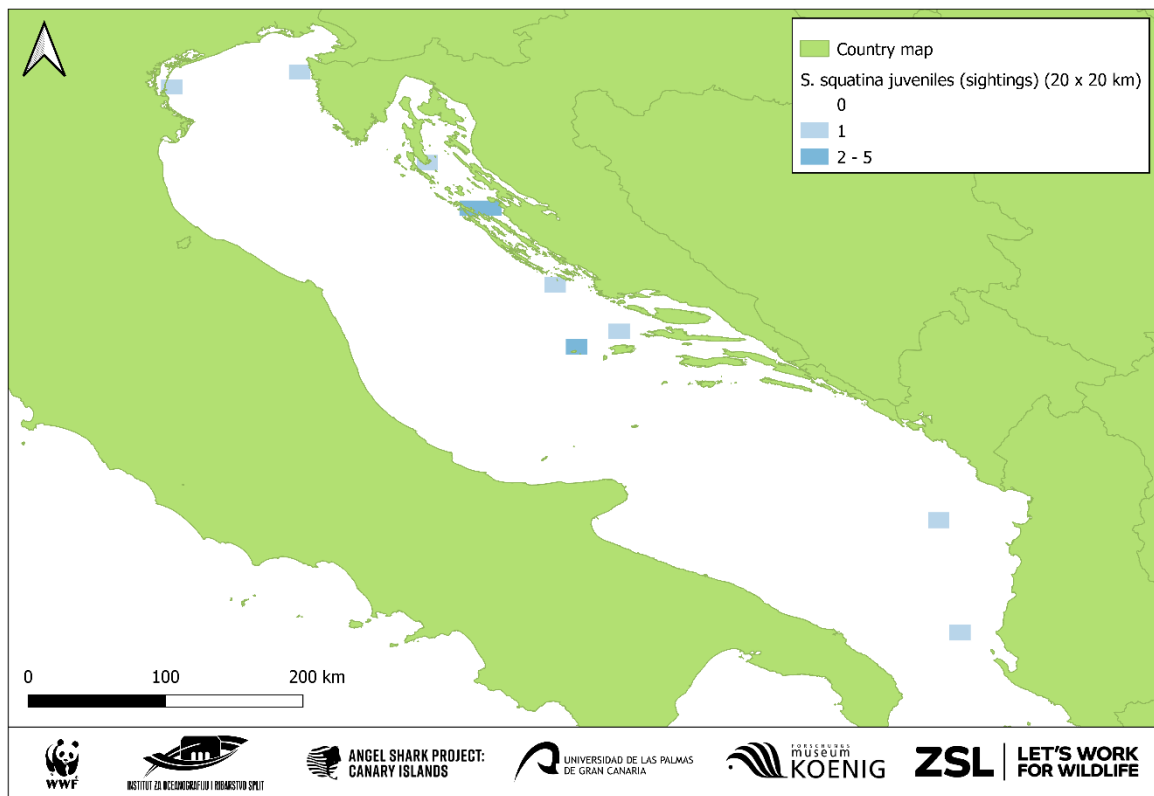 Country map
S. squatina juveniles (sightings) (20 x 20 km)
0
1
2 - 5
0 100 200 km
WWF
INSTITUT ZA OCEANOGRAFIJU I RIBARSTVO SPLIT
ANGEL SHARK PROJECT:
CANARY ISLANDS
UNIVERSIDAD DE LAS PALMAS
DE GRAN CANARIA
FORSCHUNGS
museum
KOENIG
ZSL
LET'S WORK
FOR WILDLIFE